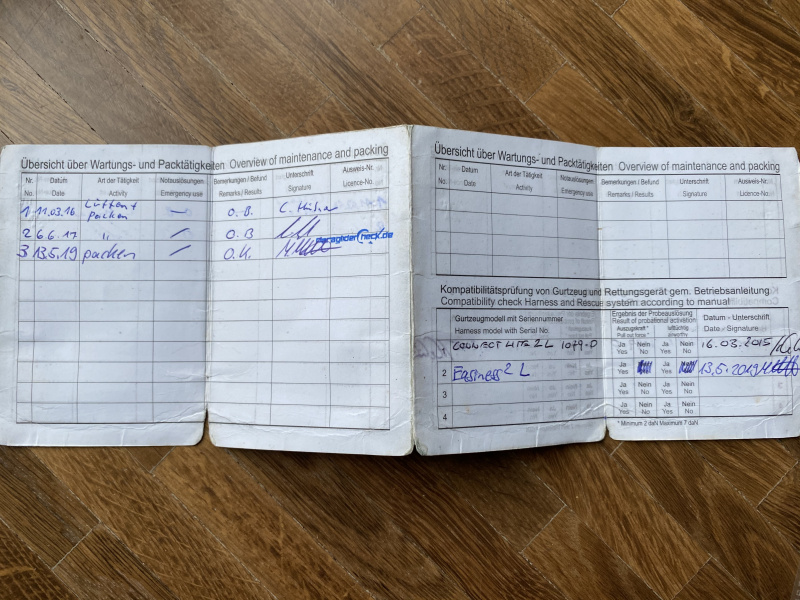 Übersicht über Wartungs- und Packtätigkeiten Overview of maintenance and packing
Nr. Datum Art der Tätigkeit Notauslösungen Bemerkungen / Befund Unterschrift Ausweis-Nr.
No. Date Activity Emergency use Remarks / Results Signature Licence-No.
1 11.03.16 Lüften + packen — O.B.
2 6.6.17 " — O.B
3 13.5.19 packen — O.K. paraglidercheck.de
Übersicht über Wartungs- und Packtätigkeiten Overview of maintenance and packing
Nr. Datum Art der Tätigkeit Notauslösungen Bemerkungen / Befund Unterschrift Ausweis-Nr.
No. Date Activity Emergency use Remarks / Results Signature Licence-No.
Kompatibilitätsprüfung von Gurtzeug und Rettungsgerät gem. Betriebsanleitung
Compatibility check Harness and Rescue system according to manual
Gurtzeugmodell mit Seriennummer Ergebnis der Probeauslösung Datum - Unterschrift
Harness model with Serial No. Result of probational activation Date / Signature
Auszugskraft * lufttüchtig
Pull out force * airworthy
CONNECT LITE 2 L Ja Nein Ja Nein 16.03.2015
Yes No Yes No
2 Easiness 2 L Ja Ja 13.5.2019
Yes Yes
3 Ja Nein Ja Nein
Yes No Yes No
4 Ja Nein Ja Nein
Yes No Yes No
* Minimum 2 daN Maximum 7 daN